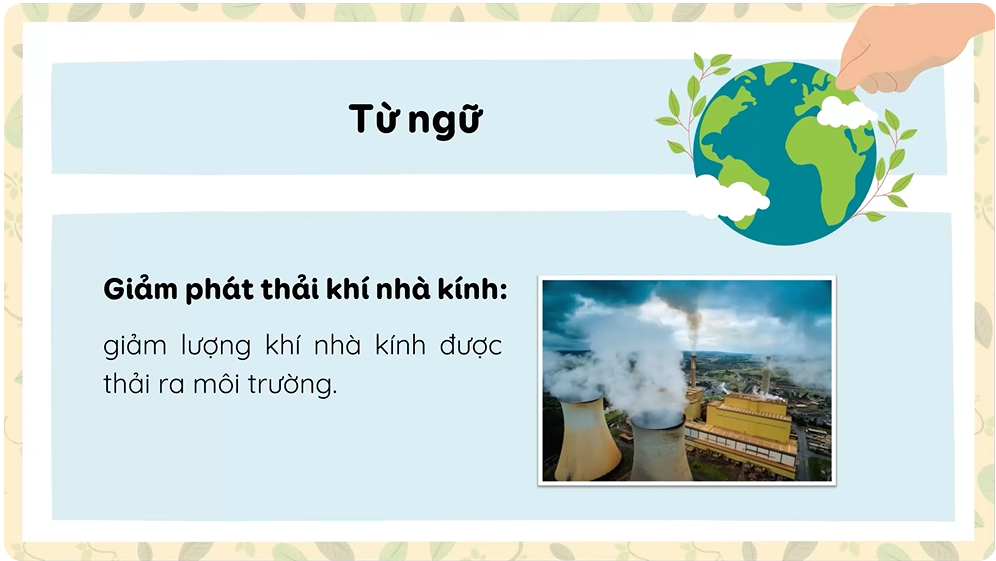 Từ ngữ
Giảm phát thải khí nhà kính:
giảm lượng khí nhà kính được
thải ra môi trường.